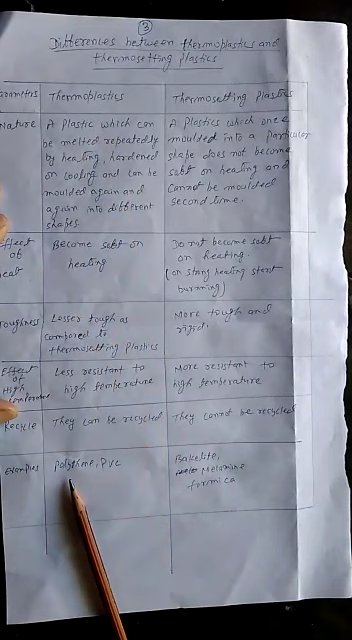 3
Differences between thermoplastics and
thermosetting plastics
arametres
Thermoplastics
Thermosetting Plastics
Nature
A Plastic which can
be melted repeatedly
by heating, hardened
on cooling and can be
moulded again and
again into different
shapes.
A Plastics which once
moulded into a Particular
shape does not become
soft on heating and
Cannot be moulded
second time.
Effect
of
heat
Become soft on
heating
Do not become soft
on heating.
(on strong heating start
burnning)
Toughness
Lesser tough as
compared to
thermosetting Plastics
More tough and
rigid.
Effect
of
High
Less resistant to
high temperature
More resistant to
high temperature
Recycle
They can be recycled
They cannot be recycled
Examples
Polythme, PVC
Bakelite,
Melamine
formica